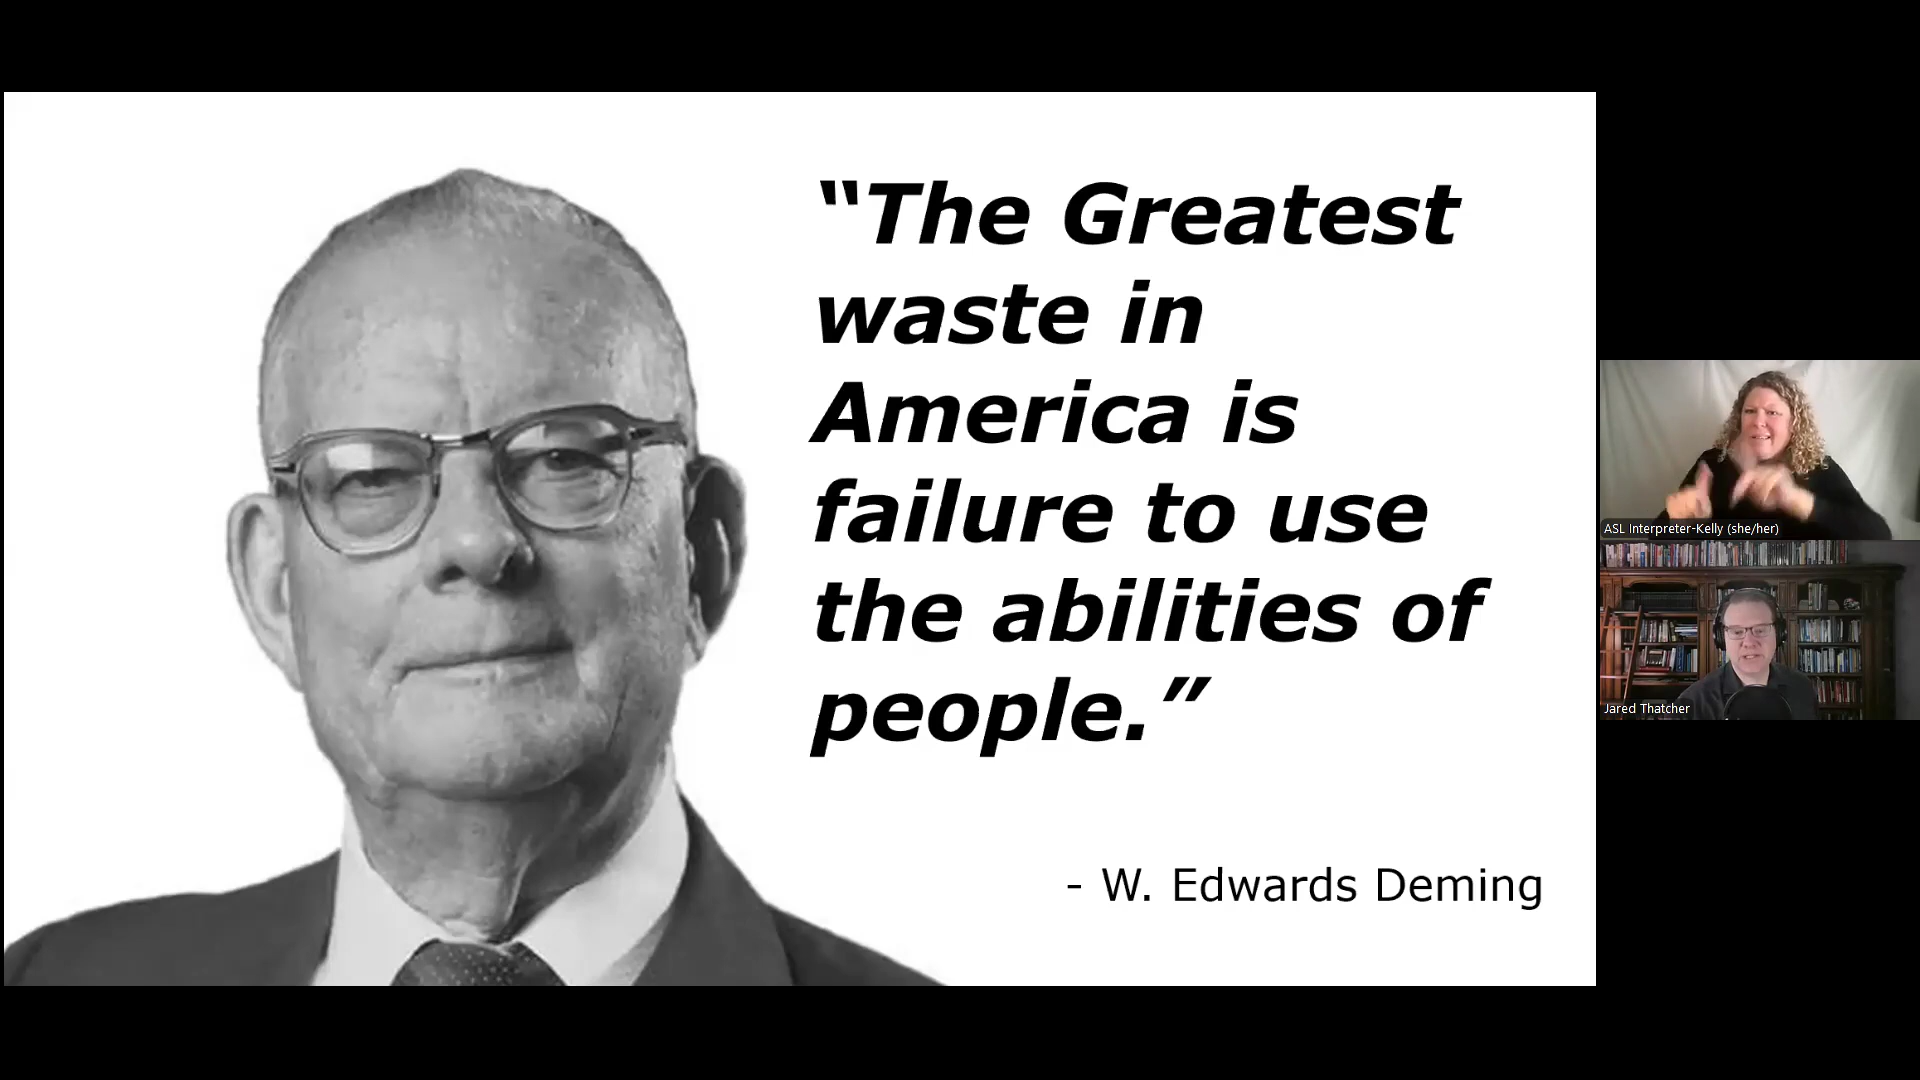 “The Greatest
waste in
America is
failure to use
the abilities of
people.”
- W. Edwards Deming
ASL Interpreter-Kelly (she/her)
Jared Thatcher